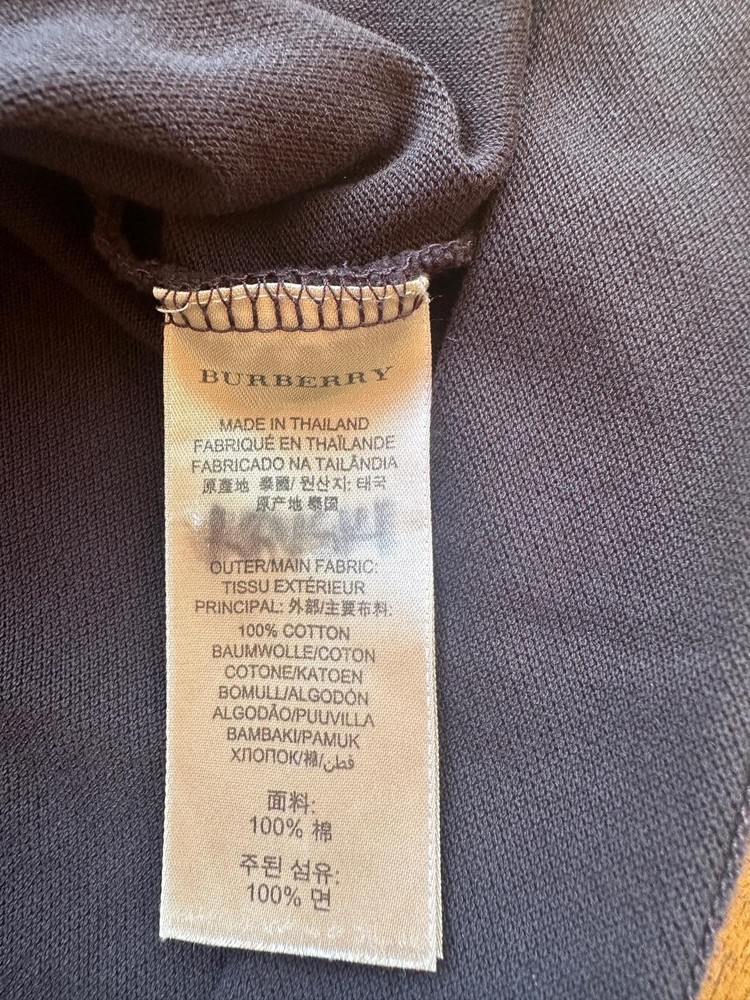 BURBERRY
MADE IN THAILAND
FABRIQUÉ EN THAÏLANDE
FABRICADO NA TAILÂNDIA
原產地 泰國/ 원산지: 태국
原产地 泰国
OUTER/MAIN FABRIC:
TISSU EXTÉRIEUR
PRINCIPAL: 外部/主要布料:
100% COTTON
BAUMWOLLE/COTON
COTONE/KATOEN
BOMULL/ALGODÓN
ALGODÃO/PUUVILLA
BAMBAKI/PAMUK
ХЛОПОК/棉/قطن
面料:
100% 棉
주된 섬유:
100% 면